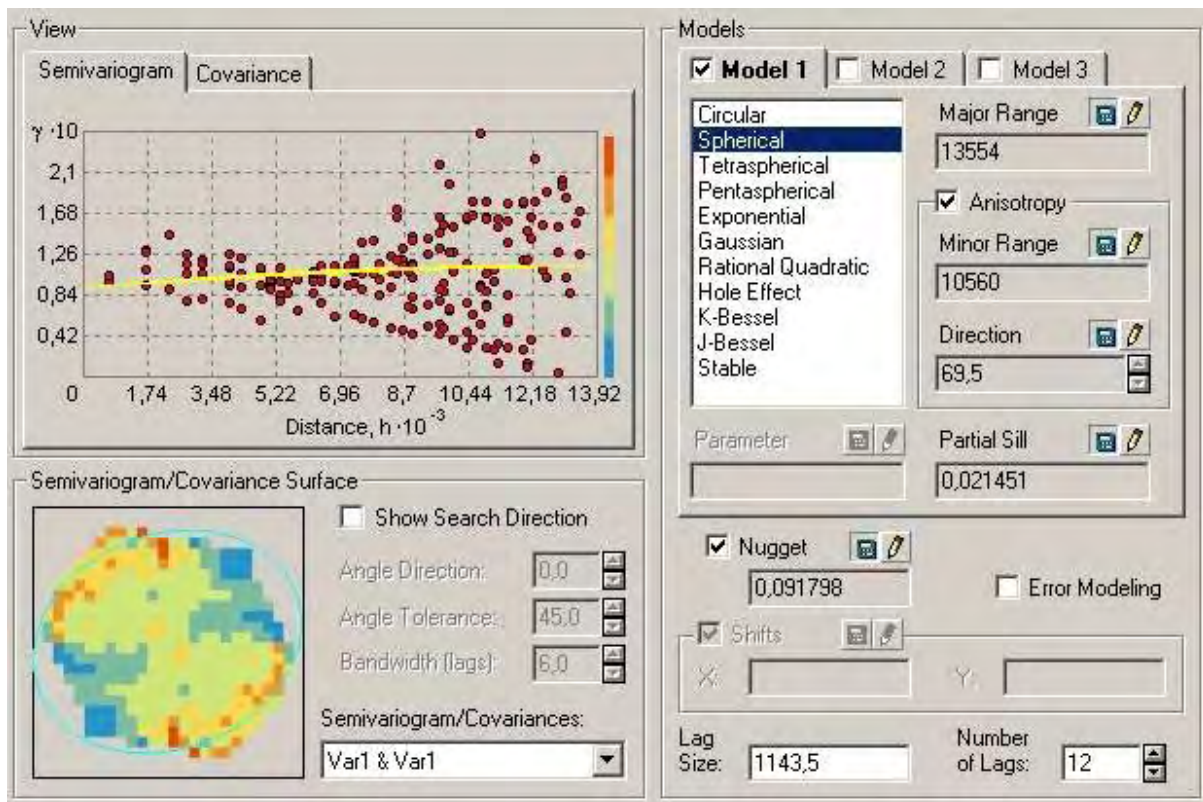 View
Semivariogram
Covariance
γ ·10
2,1
1,68
1,26
0,84
0,42
0 1,74 3,48 5,22 6,96 8,7 10,44 12,18 13,92
Distance, h ·10⁻³
Semivariogram/Covariance Surface
Show Search Direction
Angle Direction: 0,0
Angle Tolerance: 45,0
Bandwidth (lags): 6,0
Semivariogram/Covariances:
Var1 & Var1
Models
Model 1 Model 2 Model 3
Circular
Spherical
Tetraspherical
Pentaspherical
Exponential
Gaussian
Rational Quadratic
Hole Effect
K-Bessel
J-Bessel
Stable
Major Range
13554
Anisotropy
Minor Range
10560
Direction
69,5
Parameter
Partial Sill
0,021451
Nugget
0,091798
Error Modeling
Shifts
X: Y:
Lag
Size: 1143,5
Number
of Lags: 12